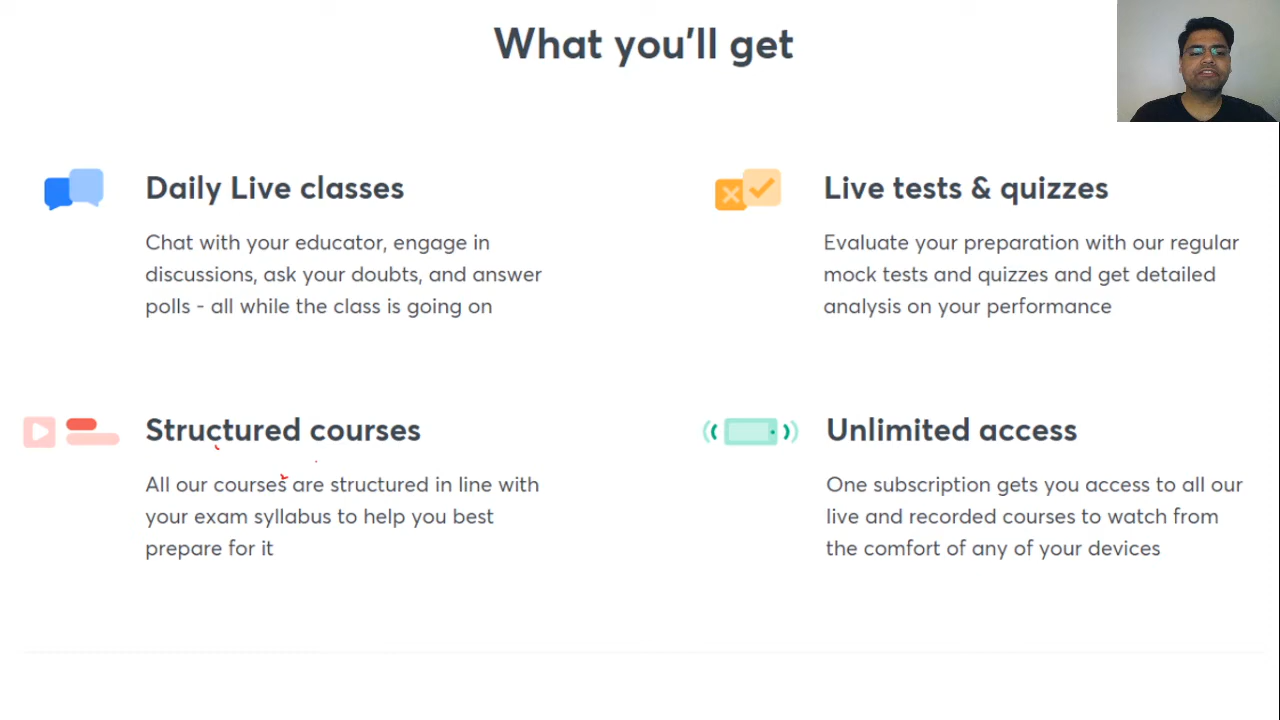 What you'll get
Daily Live classes
Chat with your educator, engage in
discussions, ask your doubts, and answer
polls - all while the class is going on
Live tests & quizzes
Evaluate your preparation with our regular
mock tests and quizzes and get detailed
analysis on your performance
Structured courses
All our courses are structured in line with
your exam syllabus to help you best
prepare for it
Unlimited access
One subscription gets you access to all our
live and recorded courses to watch from
the comfort of any of your devices